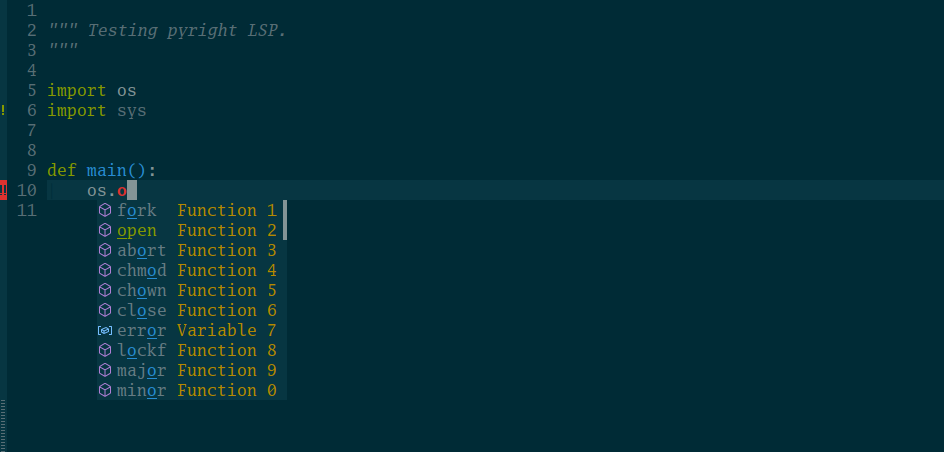 1
2 """ Testing pyright LSP.
3 """
4
5 import os
! 6 import sys
7
8
9 def main():
!! 10 os.o
11 fork Function 1
open Function 2
abort Function 3
chmod Function 4
chown Function 5
close Function 6
error Variable 7
lockf Function 8
major Function 9
minor Function 0